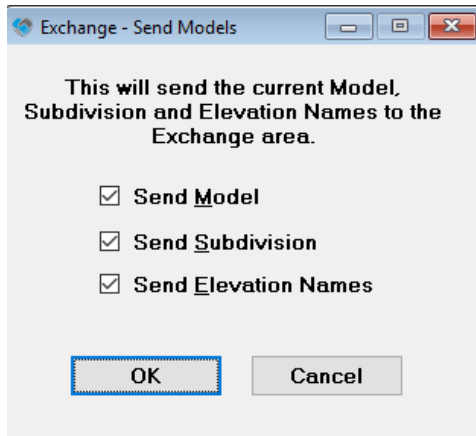 Exchange - Send Models
This will send the current Model,
Subdivision and Elevation Names to the
Exchange area.
Send Model
Send Subdivision
Send Elevation Names
OK
Cancel